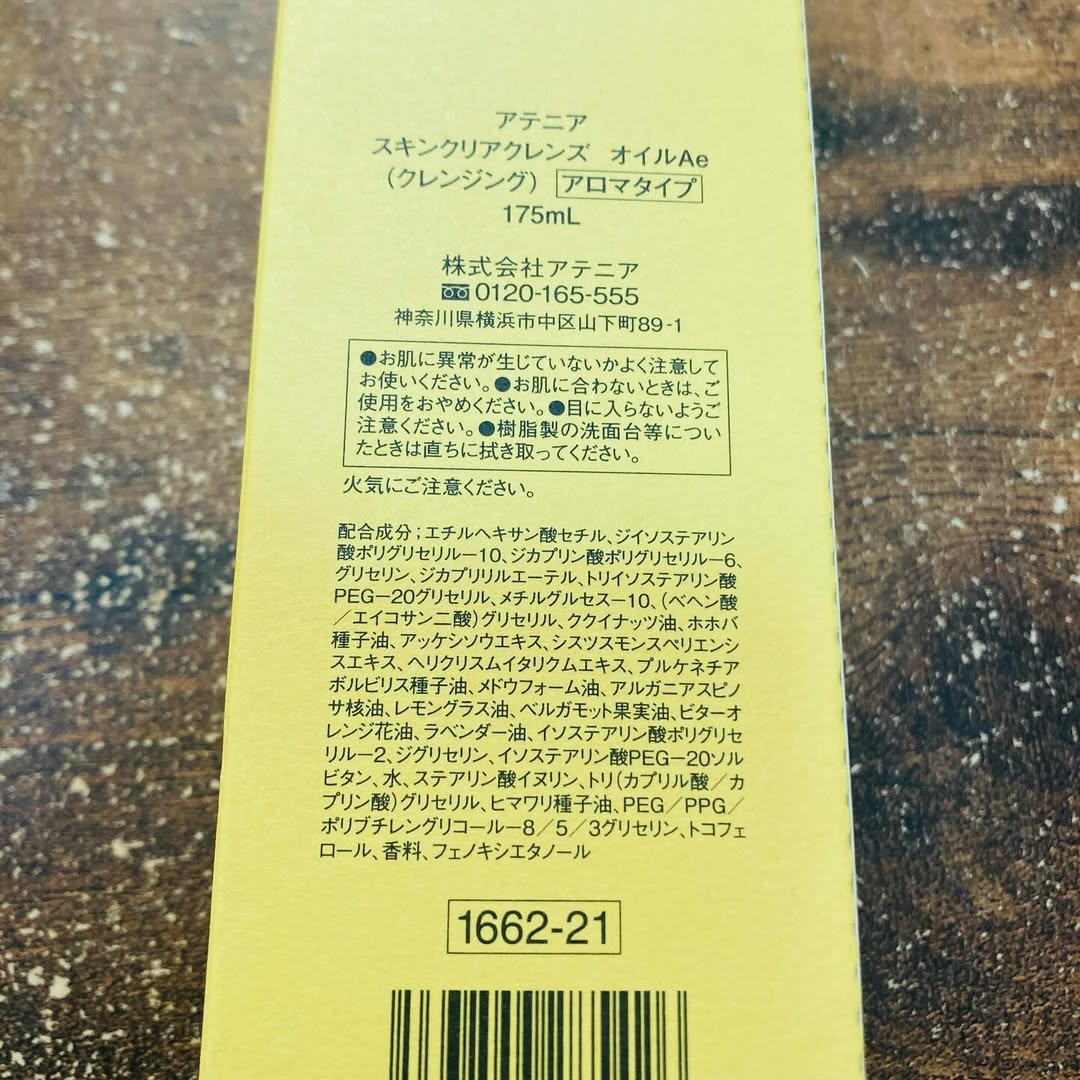 アテニア
スキンクリアクレンズ オイルAe
(クレンジング) アロマタイプ
175mL
株式会社アテニア
0120-165-555
神奈川県横浜市中区山下町89-1
●お肌に異常が生じていないかよく注意して
お使いください。●お肌に合わないときは、ご
使用をおやめください。●目に入らないようご
注意ください。●樹脂製の洗面台等につい
たときは直ちに拭き取ってください。
火気にご注意ください。
配合成分；エチルヘキサン酸セチル、ジイソステアリン
酸ポリグリセリル－10、ジカプリン酸ポリグリセリル－6、
グリセリン、ジカプリリルエーテル、トリイソステアリン酸
PEG－20グリセリル、メチルグルセス－10、(ベヘン酸
／エイコサン二酸)グリセリル、ククイナッツ油、ホホバ
種子油、アッケシソウエキス、シスツスモンスペリエンシ
スエキス、ヘリクリスムイタリクムエキス、プルケネチア
ボルビリス種子油、メドウフォーム油、アルガニアスピノ
サ核油、レモングラス油、ベルガモット果実油、ビターオ
レンジ花油、ラベンダー油、イソステアリン酸ポリグリセ
リル－2、ジグリセリン、イソステアリン酸PEG－20ソル
ビタン、水、ステアリン酸イヌリン、トリ(カプリル酸／カ
プリン酸)グリセリル、ヒマワリ種子油、PEG／PPG／
ポリブチレングリコール－8／5／3グリセリン、トコフェ
ロール、香料、フェノキシエタノール
1662-21